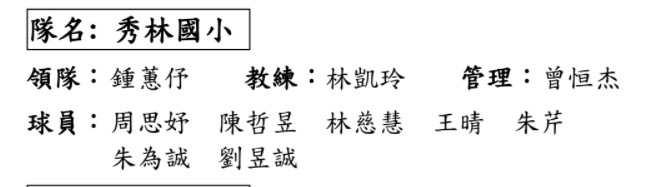 隊名: 秀林國小
領隊：鍾蕙伃 教練：林凱玲 管理：曾恒杰
球員：周思妤 陳哲昱 林慈慧 王晴 朱芹
朱為誠 劉昱誠